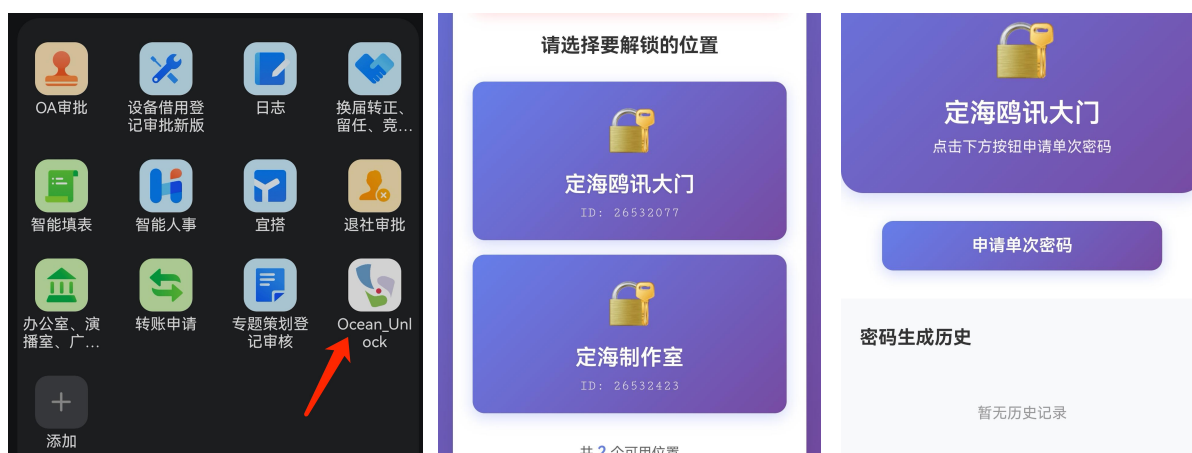 OA审批
设备借用登
记审批新版
日志
换届转正、
留任、竞...
智能填表
智能人事
宜搭
退社审批
办公室、演
播室、广...
转账申请
专题策划登
记审核
Ocean_Unl
ock
添加
请选择要解锁的位置
定海鸥讯大门
ID: 26532077
定海制作室
ID: 26532423
共 2 个可用位置
定海鸥讯大门
点击下方按钮申请单次密码
申请单次密码
密码生成历史
暂无历史记录